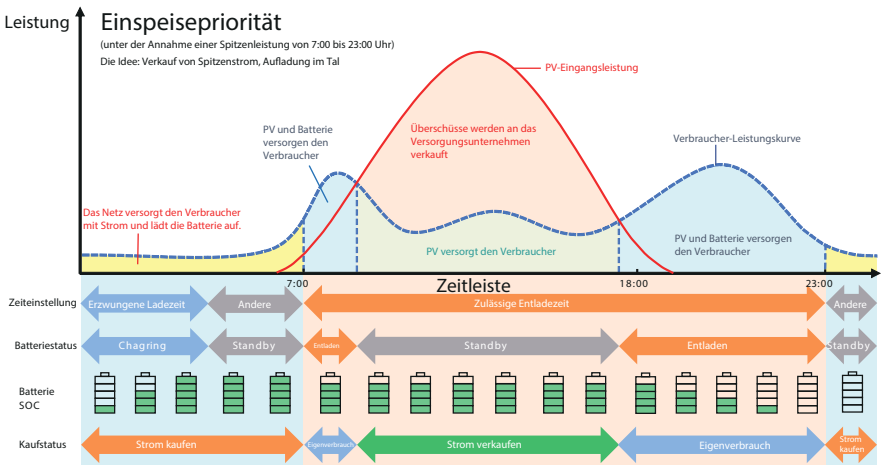 Leistung
Einspeisepriorität
(unter der Annahme einer Spitzenleistung von 7:00 bis 23:00 Uhr)
Die Idee: Verkauf von Spitzenstrom, Aufladung im Tal
PV-Eingangsleistung
PV und Batterie
versorgen den
Verbraucher
Überschüsse werden an das
Versorgungsunternehmen
verkauft
Verbraucher-Leistungskurve
Das Netz versorgt den Verbraucher
mit Strom und lädt die Batterie auf.
PV versorgt den Verbraucher
PV und Batterie versorgen
den Verbraucher
7:00
Zeitleiste
18:00
23:00
Zeiteinstellung
Erzwungene Ladezeit
Andere
Zulässige Entladezeit
Andere
Batteriestatus
Chagring
Standby
Entladen
Standby
Entladen
Standby
Batterie
SOC
Kaufstatus
Strom kaufen
Eigenverbrauch
Strom verkaufen
Eigenverbrauch
Strom
kaufen